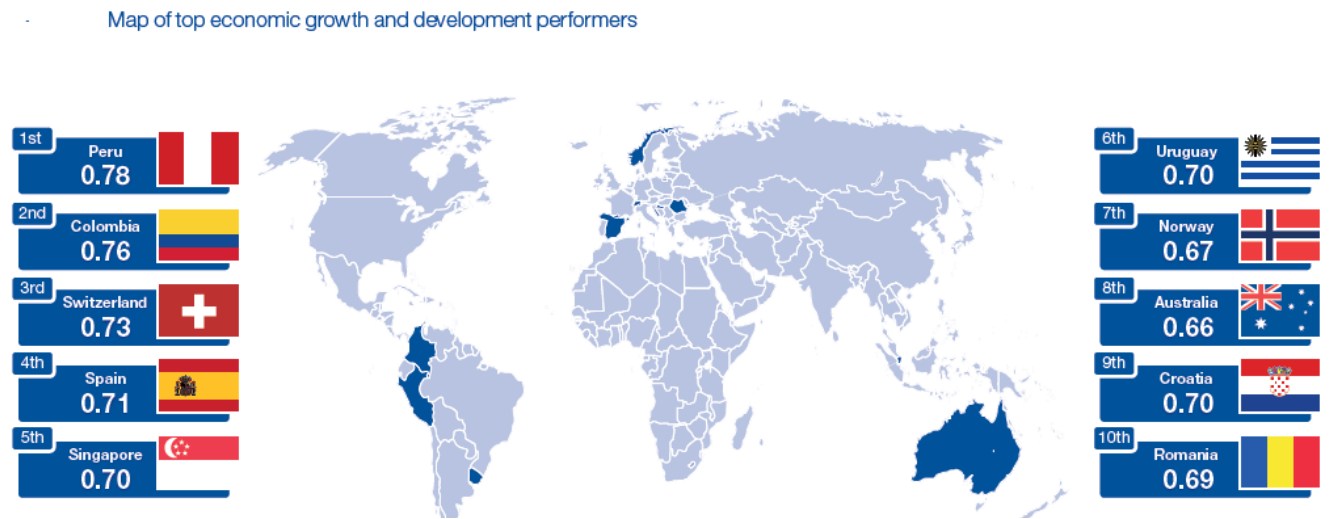 Map of top economic growth and development performers
1st
Peru
0.78
2nd
Colombia
0.76
3rd
Switzerland
0.73
4th
Spain
0.71
5th
Singapore
0.70
6th
Uruguay
0.70
7th
Norway
0.67
8th
Australia
0.66
9th
Croatia
0.70
10th
Romania
0.69